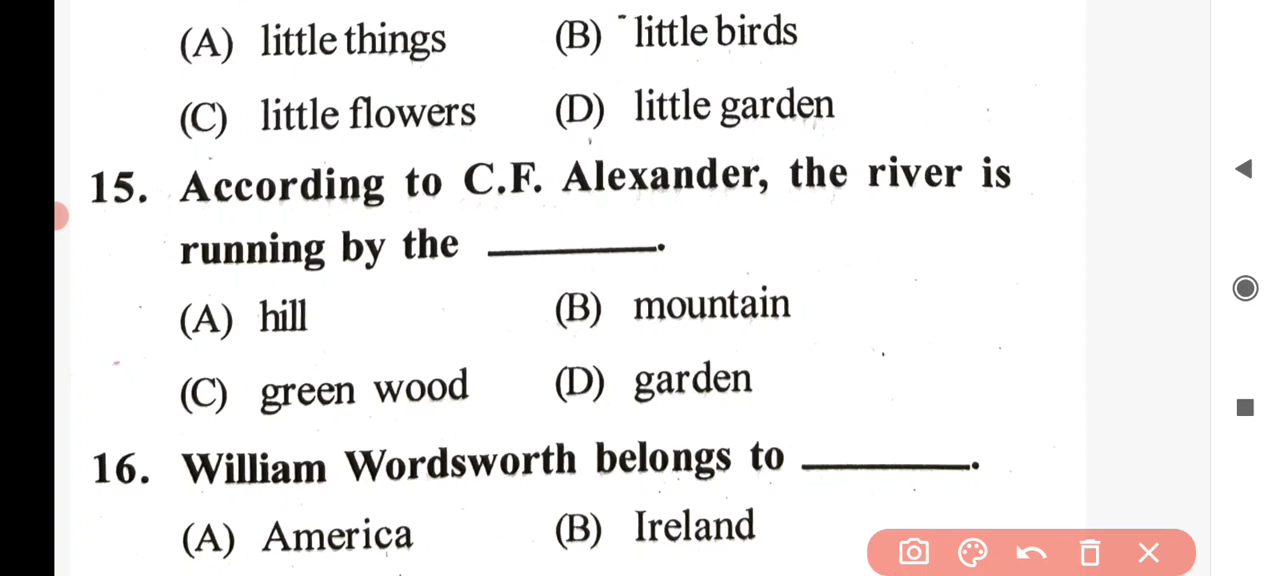 (A) little things (B) little birds
(C) little flowers (D) little garden
15. According to C.F. Alexander, the river is
running by the ________.
(A) hill (B) mountain
(C) green wood (D) garden
16. William Wordsworth belongs to ________.
(A) America (B) Ireland